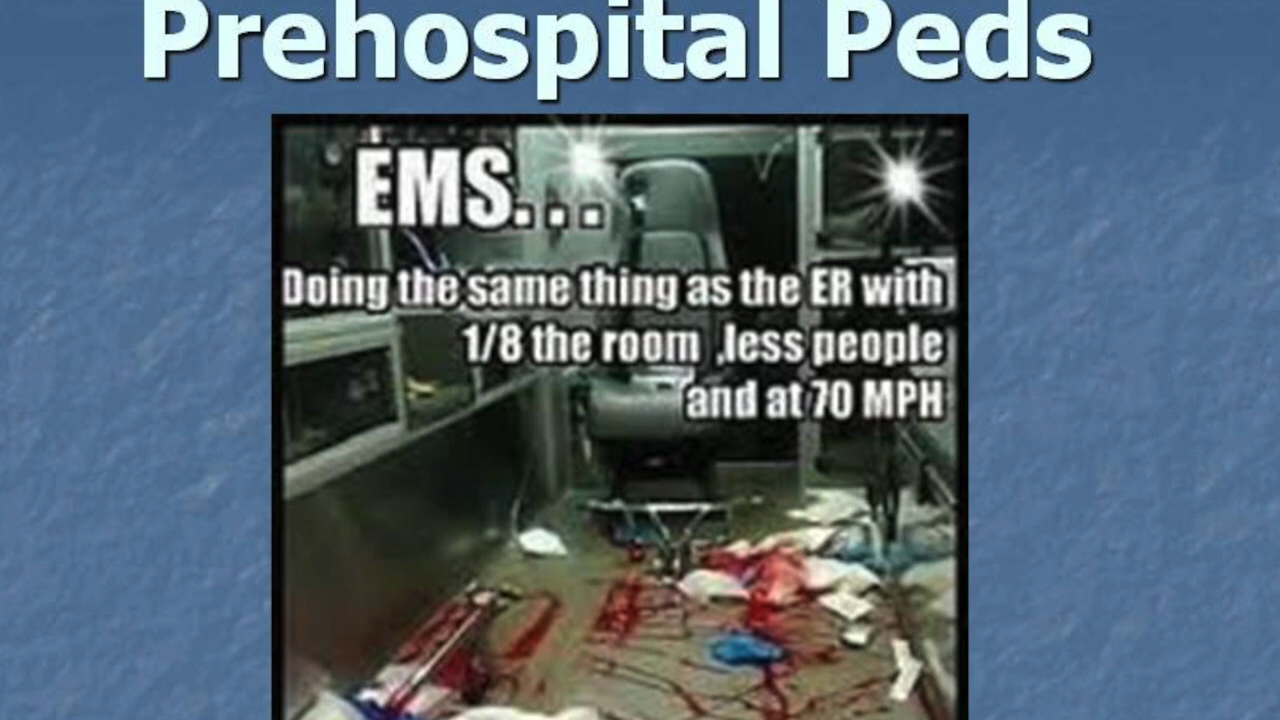 Prehospital Peds
EMS...
Doing the same thing as the ER with
1/8 the room ,less people
and at 70 MPH